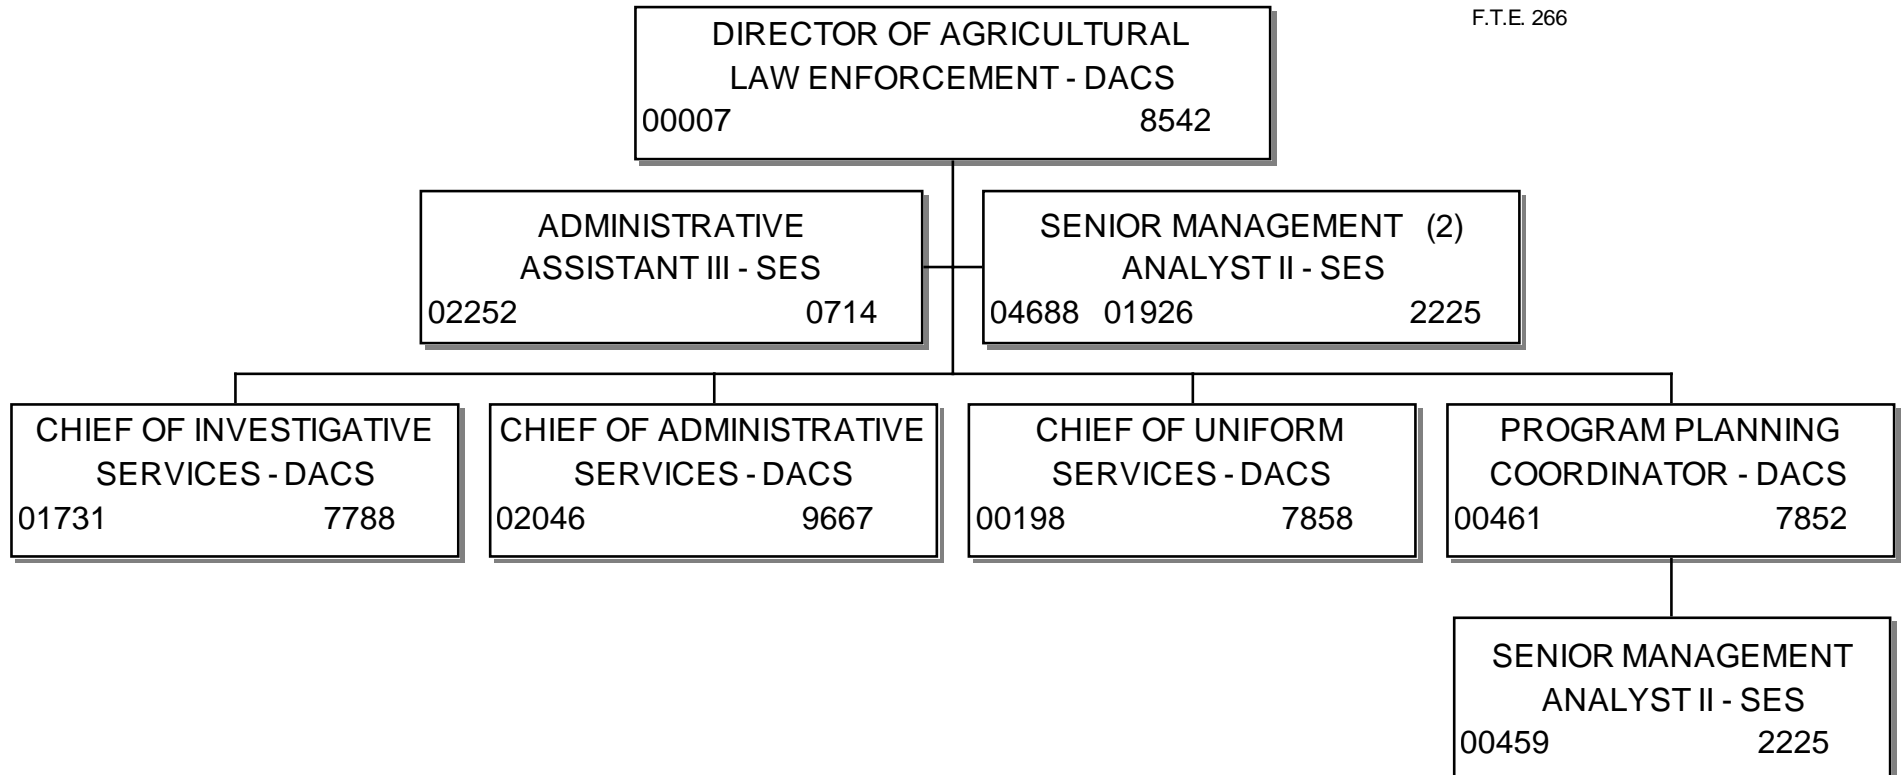 F.T.E. 266
DIRECTOR OF AGRICULTURAL
LAW ENFORCEMENT - DACS
00007 8542
ADMINISTRATIVE
ASSISTANT III - SES
02252 0714
SENIOR MANAGEMENT (2)
ANALYST II - SES
04688 01926 2225
CHIEF OF INVESTIGATIVE
SERVICES - DACS
01731 7788
CHIEF OF ADMINISTRATIVE
SERVICES - DACS
02046 9667
CHIEF OF UNIFORM
SERVICES - DACS
00198 7858
PROGRAM PLANNING
COORDINATOR - DACS
00461 7852
SENIOR MANAGEMENT
ANALYST II - SES
00459 2225